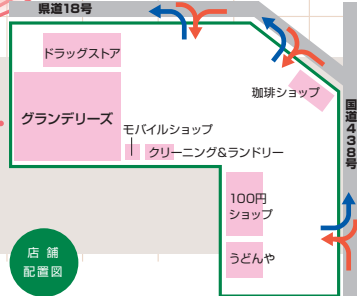 県道18号
ドラッグストア
グランデリーズ
珈琲ショップ
国道438号
モバイルショップ
クリーニング&ランドリー
100円
ショップ
うどんや
店舗
配置図